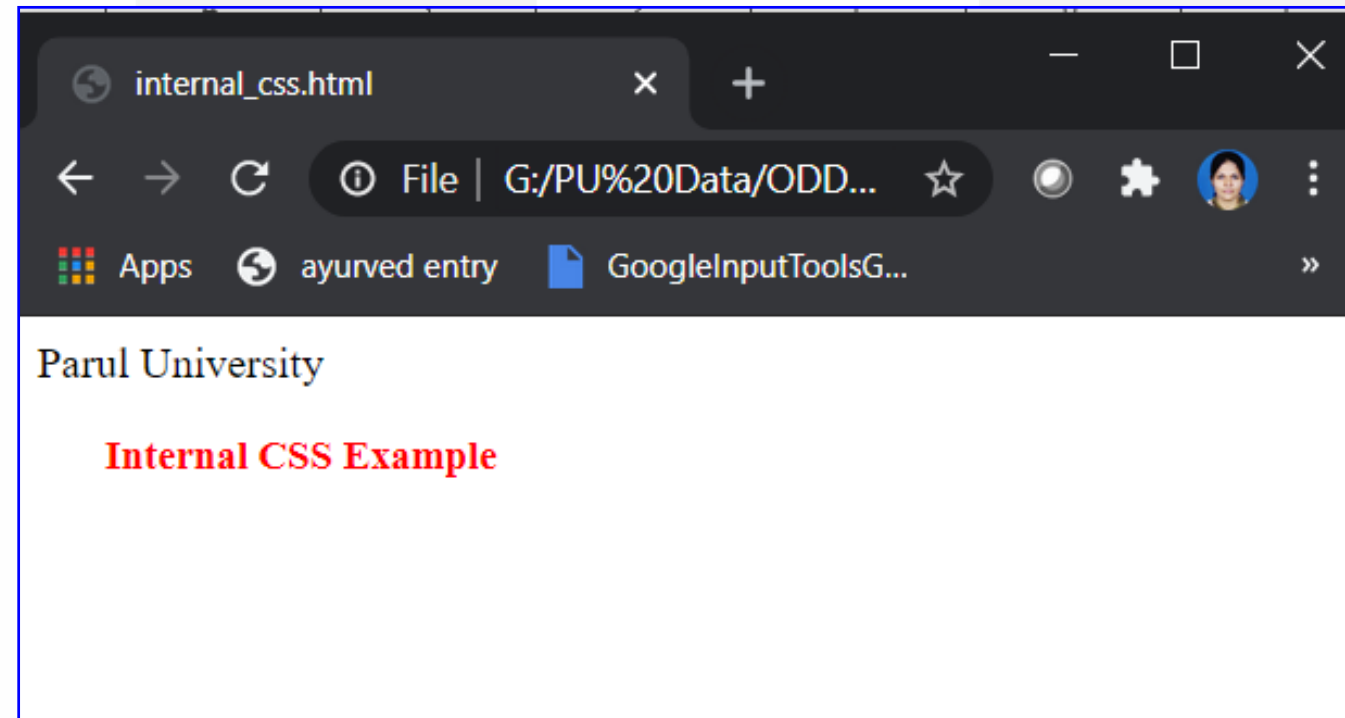 internal_css.html
File | G:/PU%20Data/ODD...
Apps ayurved entry GoogleInputToolsG... »
Parul University
Internal CSS Example